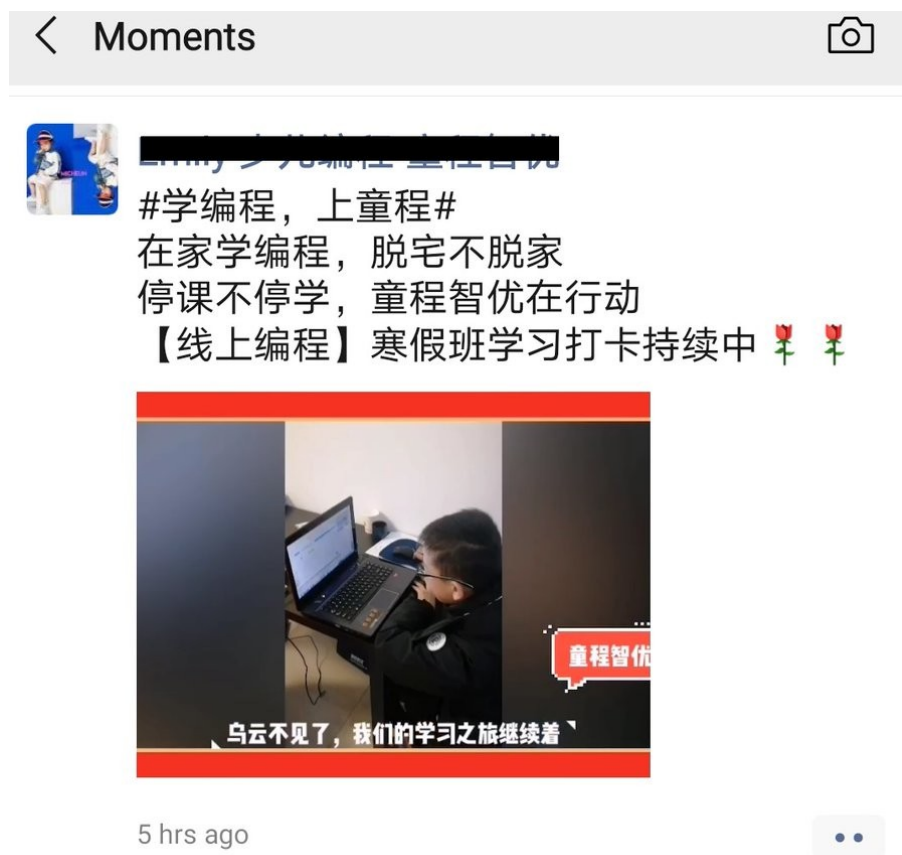 Moments
#学编程，上童程#
在家学编程，脱宅不脱家
停课不停学，童程智优在行动
【线上编程】寒假班学习打卡持续中
童程智优
乌云不见了，我们的学习之旅继续着
5 hrs ago